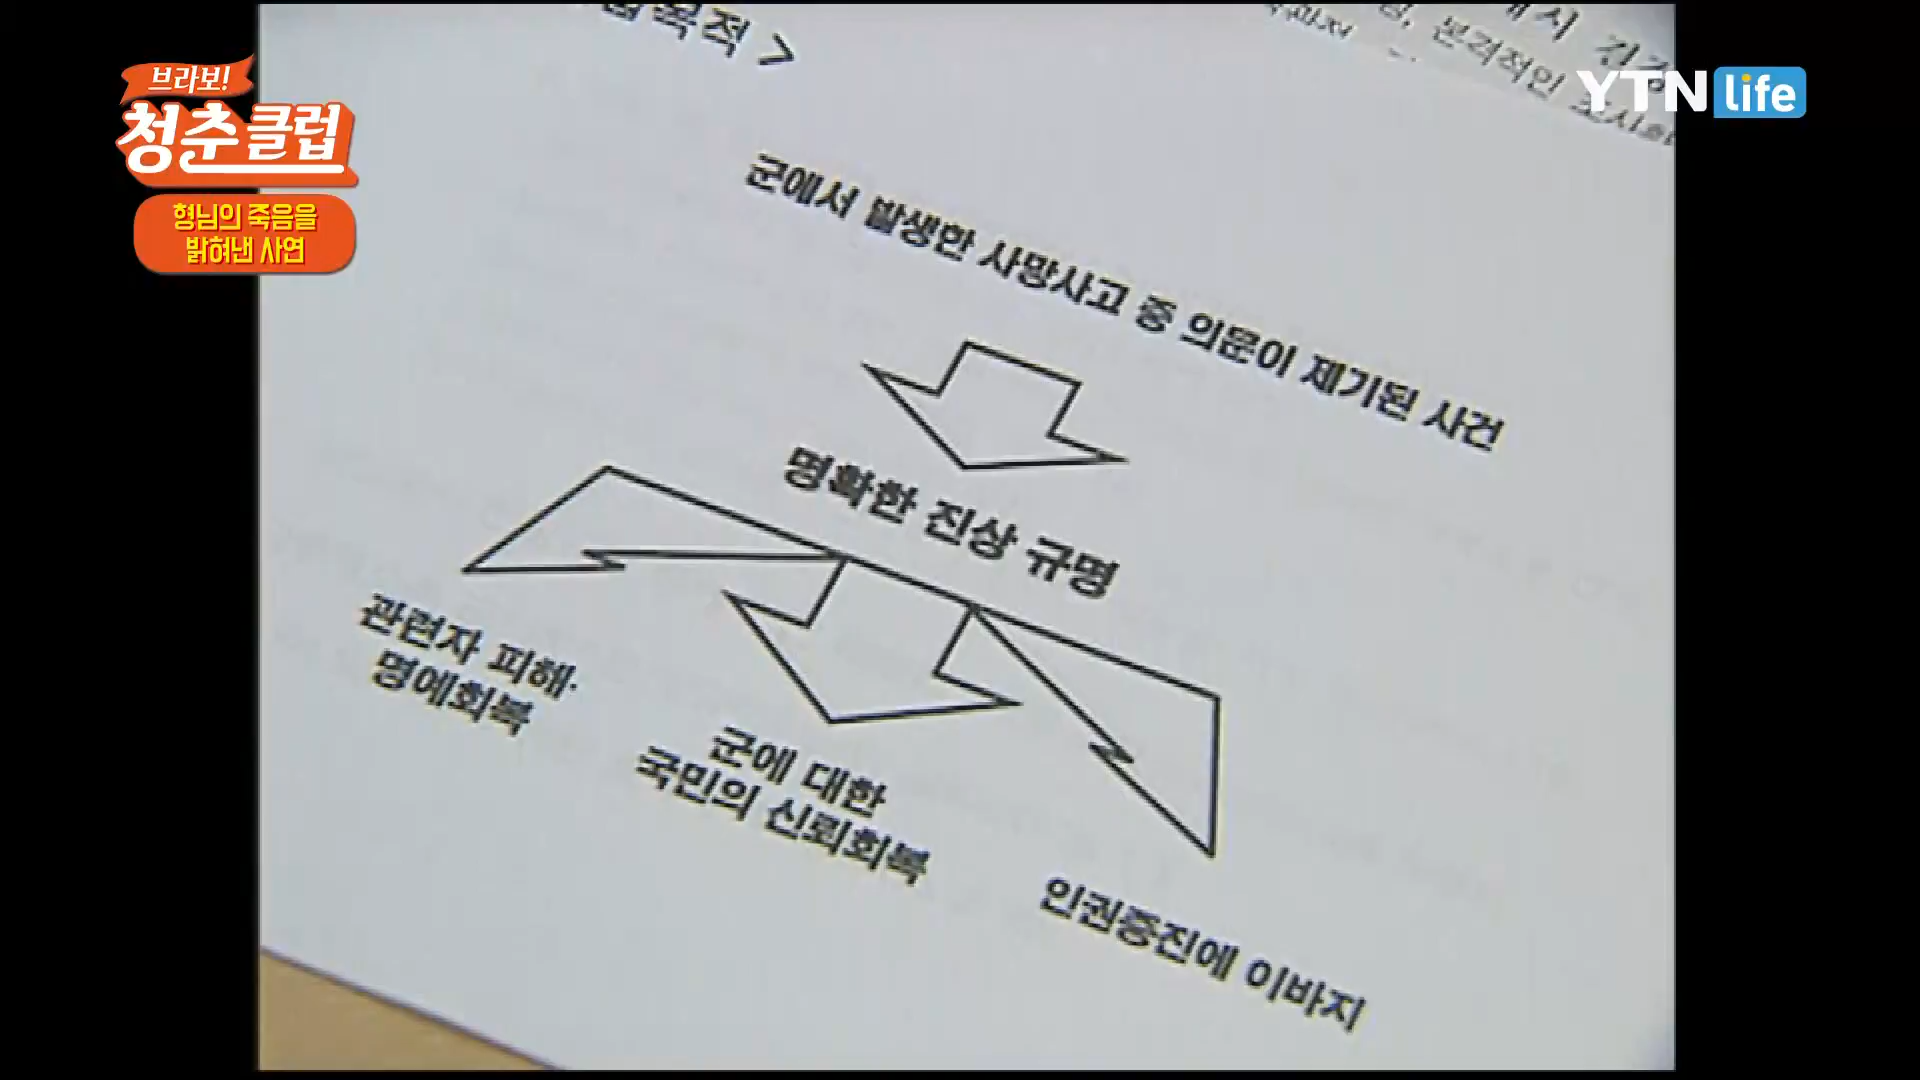 브라보!
청춘클럽
형님의 죽음을
밝혀낸 사연
YTN life
목적 >
본격적인
군에서 발생한 사망사고 중 의문이 제기된 사건
명확한 진상 규명
관련자 피해·
명예회복
군에 대한
국민의 신뢰회복
인권증진에 이바지